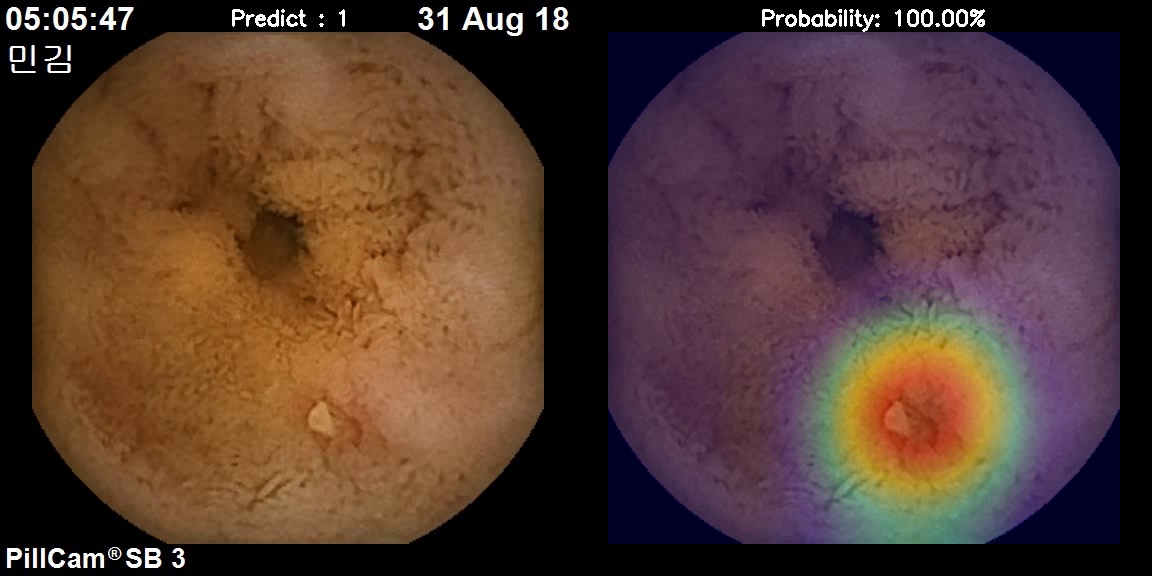 05:05:47
Predict : 1
31 Aug 18
Probability: 100.00%
민김
PillCam® SB 3